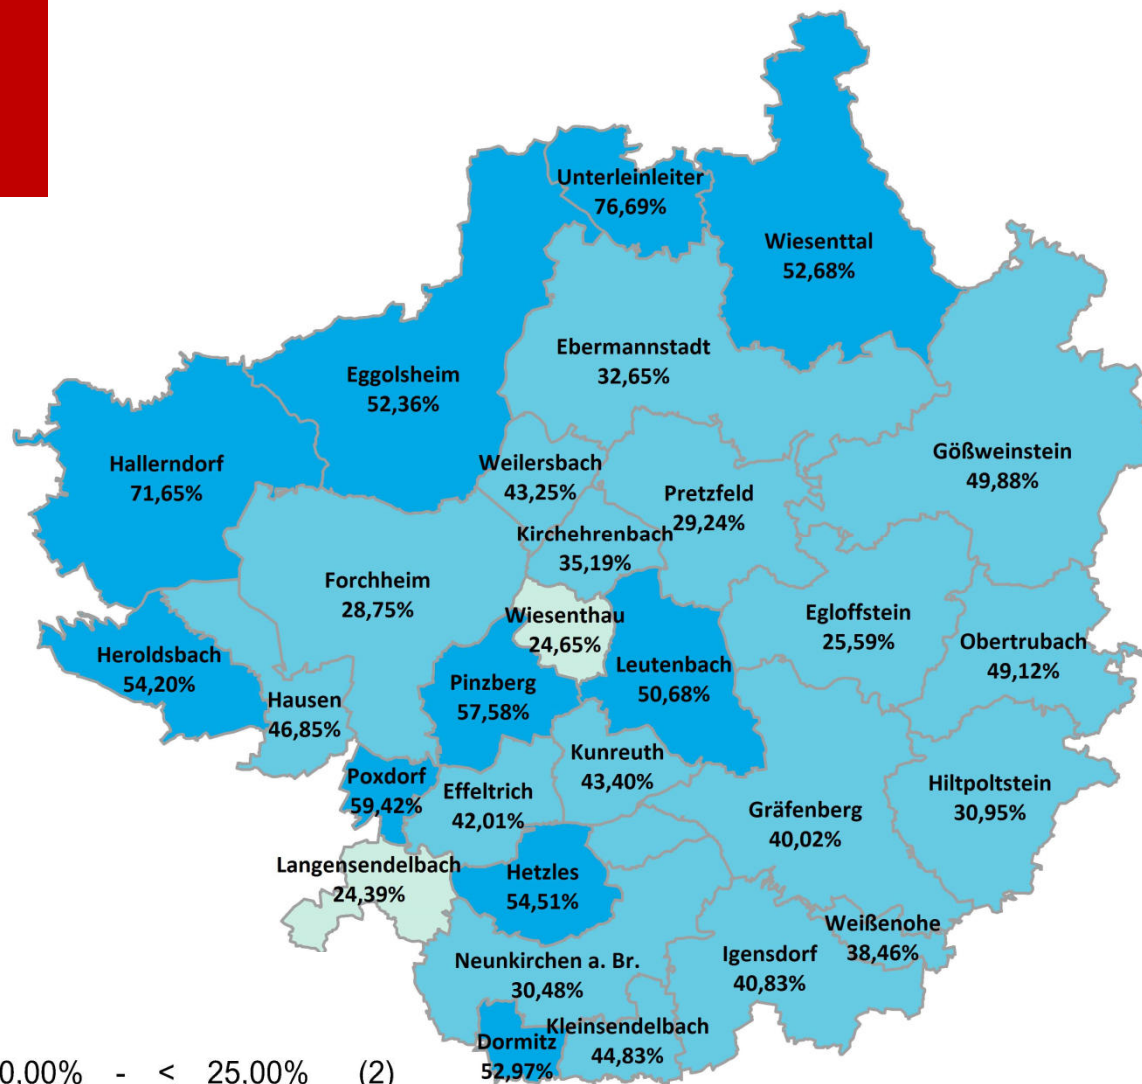 Unterleinleiter
76,69%
Wiesenttal
52,68%
Ebermannstadt
32,65%
Eggolsheim
52,36%
Gößweinstein
49,88%
Hallerndorf
71,65%
Weilersbach
43,25%
Pretzfeld
29,24%
Kirchehrenbach
35,19%
Forchheim
28,75%
Wiesenthau
24,65%
Egloffstein
25,59%
Obertrubach
49,12%
Heroldsbach
54,20%
Leutenbach
50,68%
Pinzberg
57,58%
Hausen
46,85%
Kunreuth
43,40%
Poxdorf
59,42%
Effeltrich
42,01%
Hiltpoltstein
30,95%
Gräfenberg
40,02%
Langensendelbach
24,39%
Hetzles
54,51%
Weißenohe
38,46%
Igensdorf
40,83%
Neunkirchen a. Br.
30,48%
Kleinsendelbach
44,83%
Dormitz
52,97%
0,00% - < 25,00% (2)